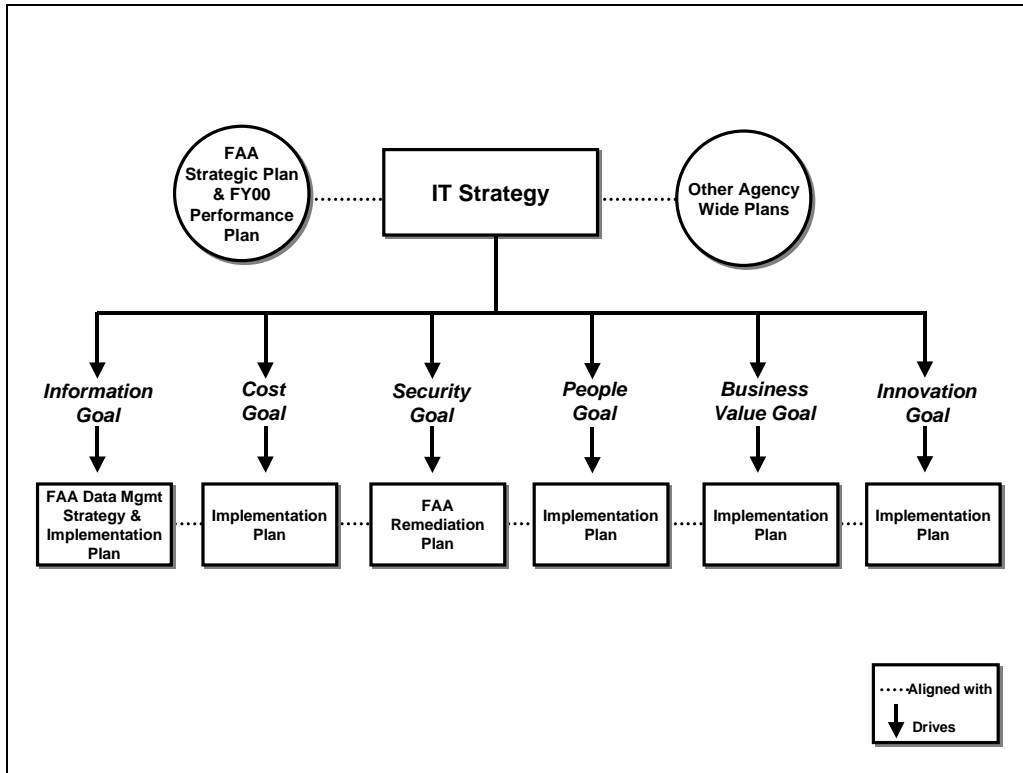 FAA
Strategic Plan
& FY00
Performance
Plan
IT Strategy
Other Agency
Wide Plans
Information
Goal
Cost
Goal
Security
Goal
People
Goal
Business
Value Goal
Innovation
Goal
FAA Data Mgmt
Strategy &
Implementation
Plan
Implementation
Plan
FAA
Remediation
Plan
Implementation
Plan
Implementation
Plan
Implementation
Plan
Aligned with
Drives